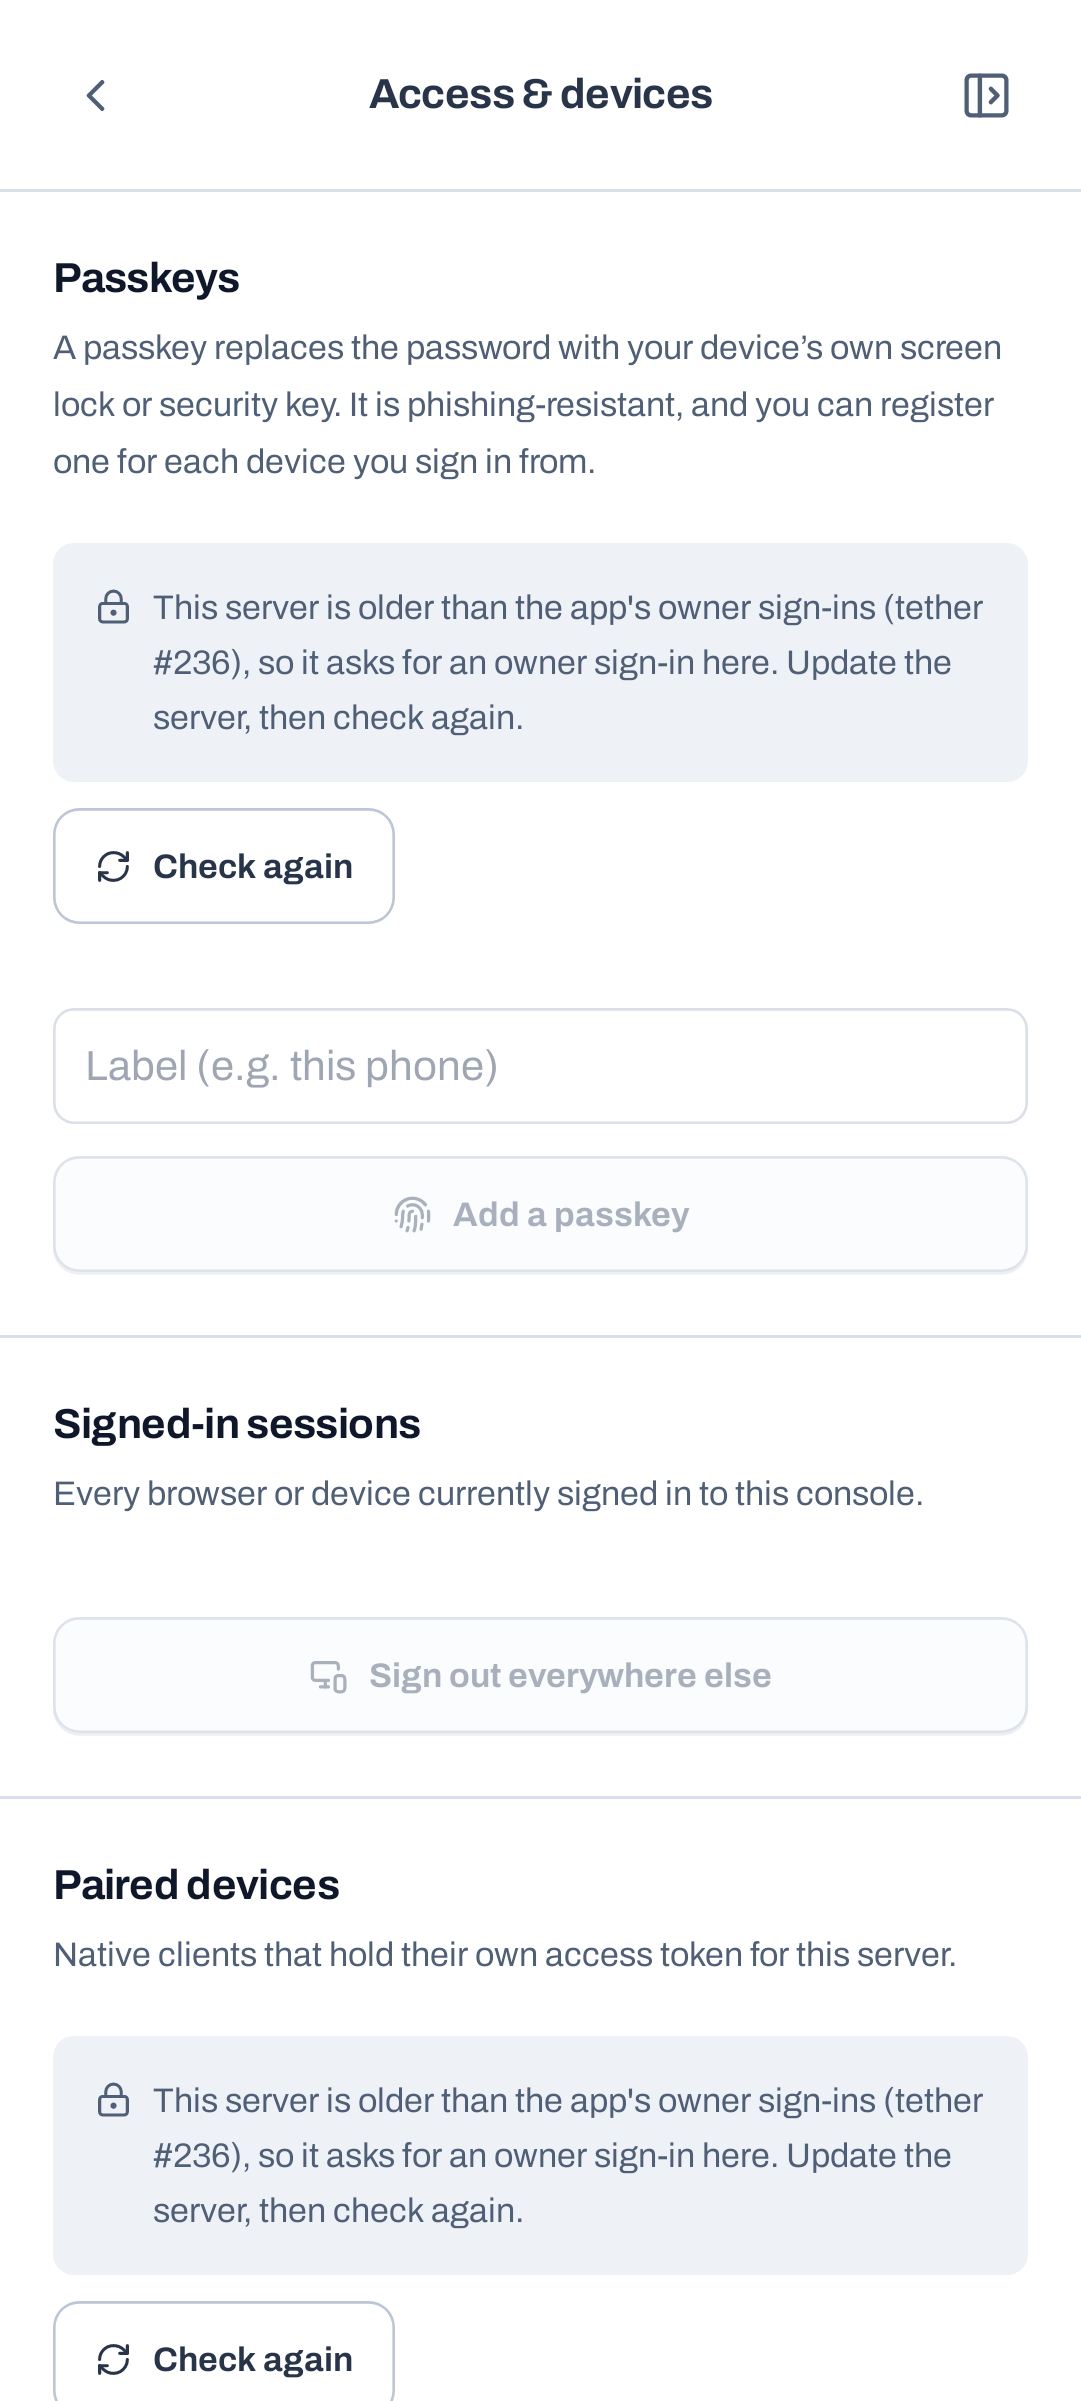 Access & devices
Passkeys
A passkey replaces the password with your device’s own screen
lock or security key. It is phishing-resistant, and you can register
one for each device you sign in from.
This server is older than the app's owner sign-ins (tether
#236), so it asks for an owner sign-in here. Update the
server, then check again.
Check again
Label (e.g. this phone)
Add a passkey
Signed-in sessions
Every browser or device currently signed in to this console.
Sign out everywhere else
Paired devices
Native clients that hold their own access token for this server.
This server is older than the app's owner sign-ins (tether
#236), so it asks for an owner sign-in here. Update the
server, then check again.
Check again